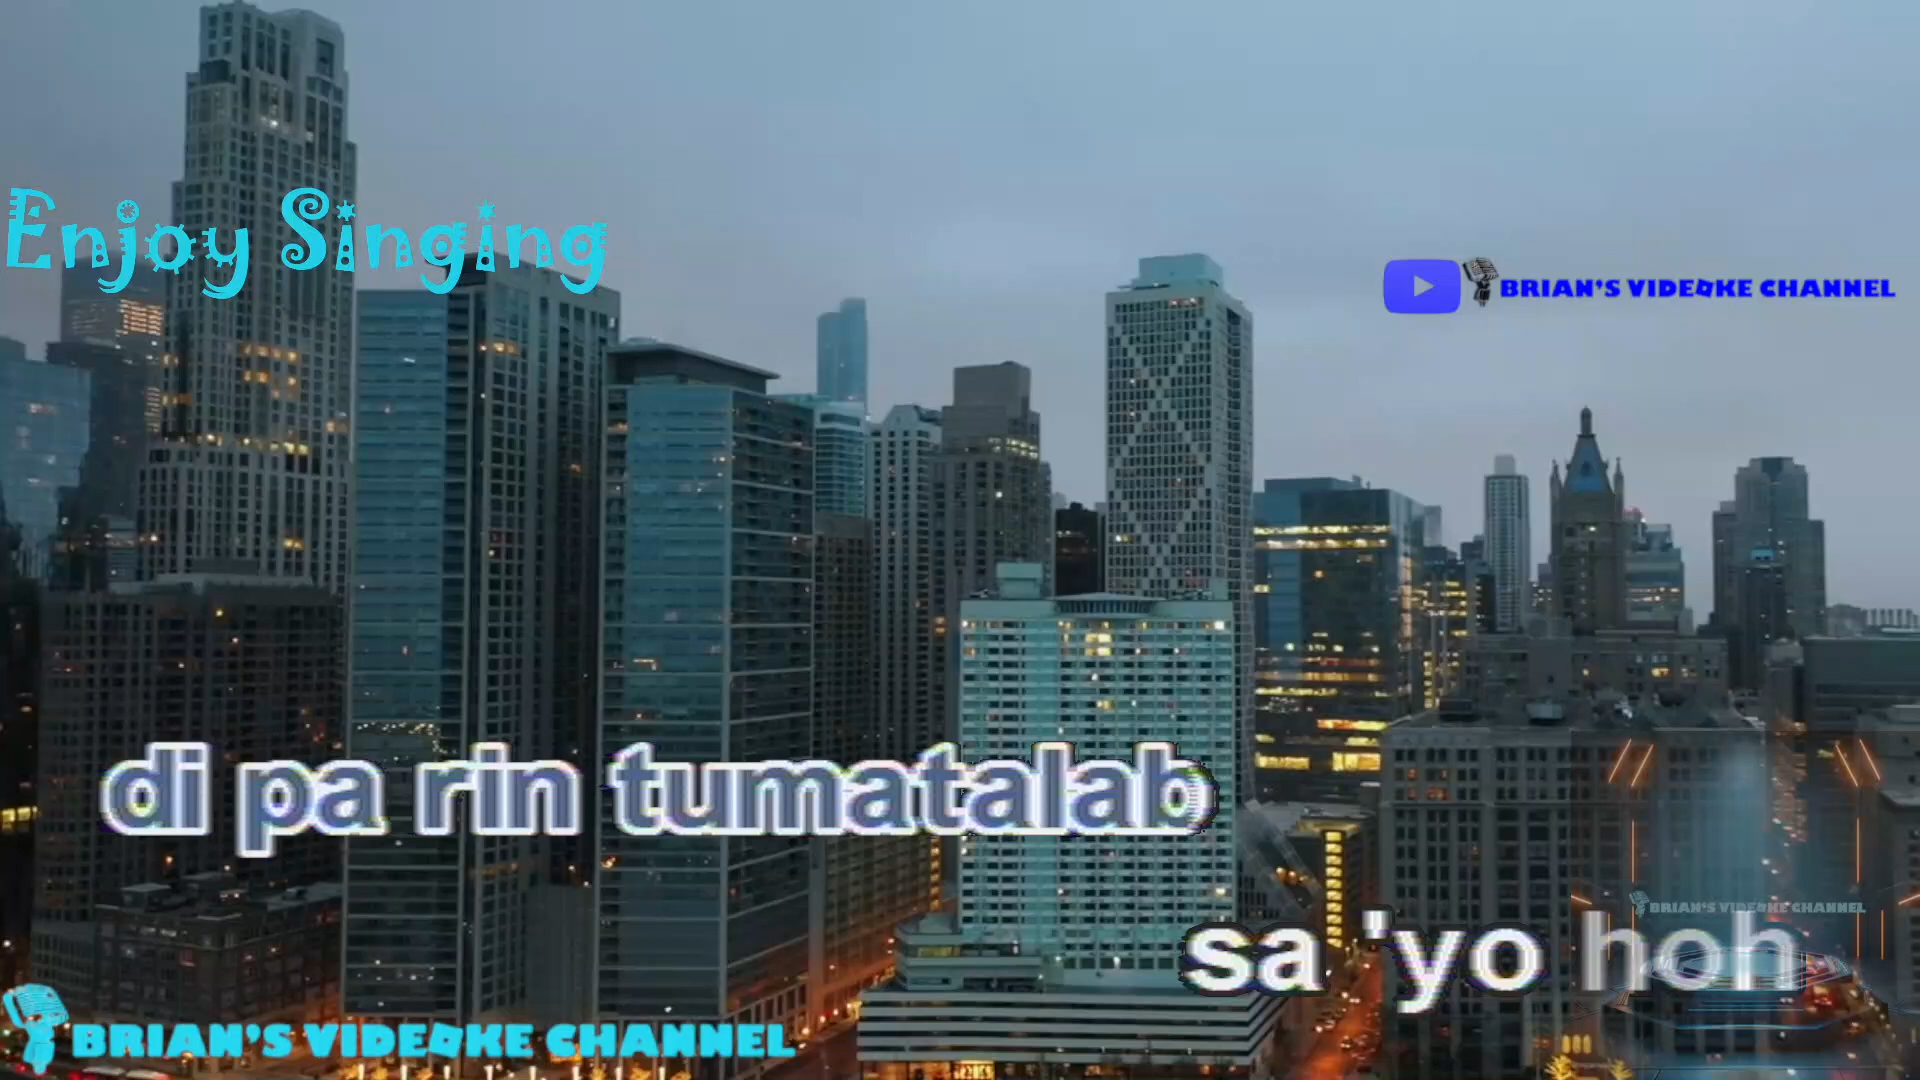 Enjoy Singing
BRIAN'S VIDEOKE CHANNEL
di pa rin tumatalab
BRIAN'S VIDEOKE CHANNEL
sa 'yo hoh
BRIAN'S VIDEOKE CHANNEL